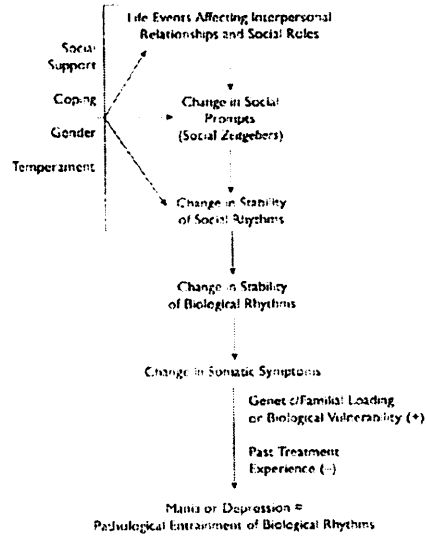 Life Events Affecting Interpersonal
Relationships and Social Roles
Social
Support
Coping
Gender
Temperament
Change in Social
Prompts
(Social Zeitgebers)
Change in Stability
of Social Rhythms
Change in Stability
of Biological Rhythms
Change in Somatic Symptoms
Genetic/Familial Loading
or Biological Vulnerability (+)
Past Treatment
Experience (−)
Mania or Depression =
Pathological Entrainment of Biological Rhythms